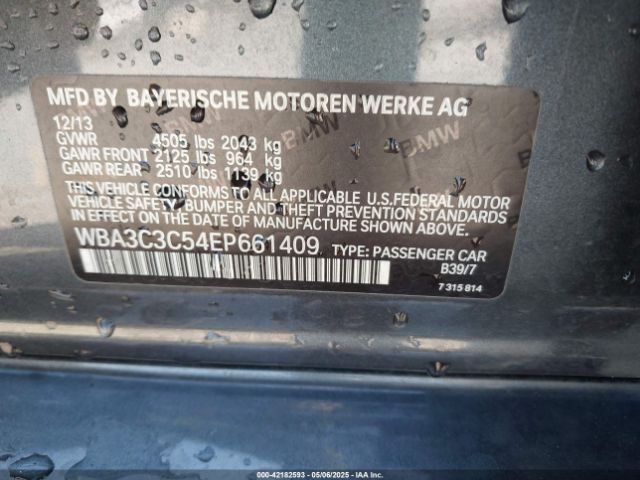 MFD BY BAYERISCHE MOTOREN WERKE AG
12/13
GVWR 4505 lbs 2043 kg
GAWR FRONT 2125 lbs 964 kg
GAWR REAR 2510 lbs 1139 kg
THIS VEHICLE CONFORMS TO ALL APPLICABLE U.S.FEDERAL MOTOR
VEHICLE SAFETY, BUMPER AND THEFT PREVENTION STANDARDS
IN EFFECT ON THE DATE OF MANUFACTURE SHOWN ABOVE.
WBA3C3C54EP661409 TYPE: PASSENGER CAR
B39/7
7 315 814
BMW
BMW
000-42182593 - 05/06/2025 - IAA Inc.